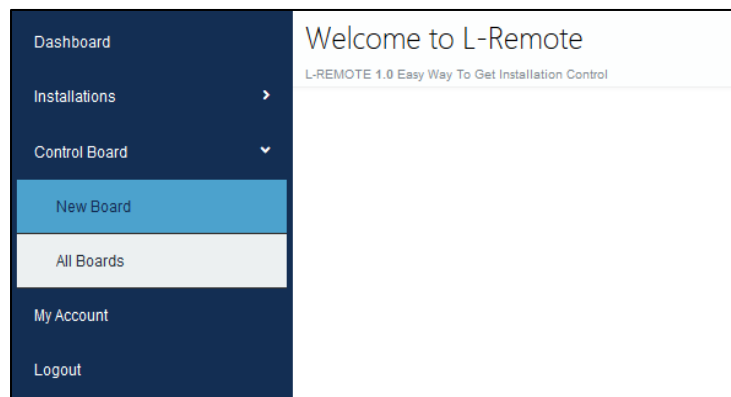 Dashboard
Installations
Control Board
New Board
All Boards
My Account
Logout
Welcome to L-Remote
L-REMOTE 1.0 Easy Way To Get Installation Control